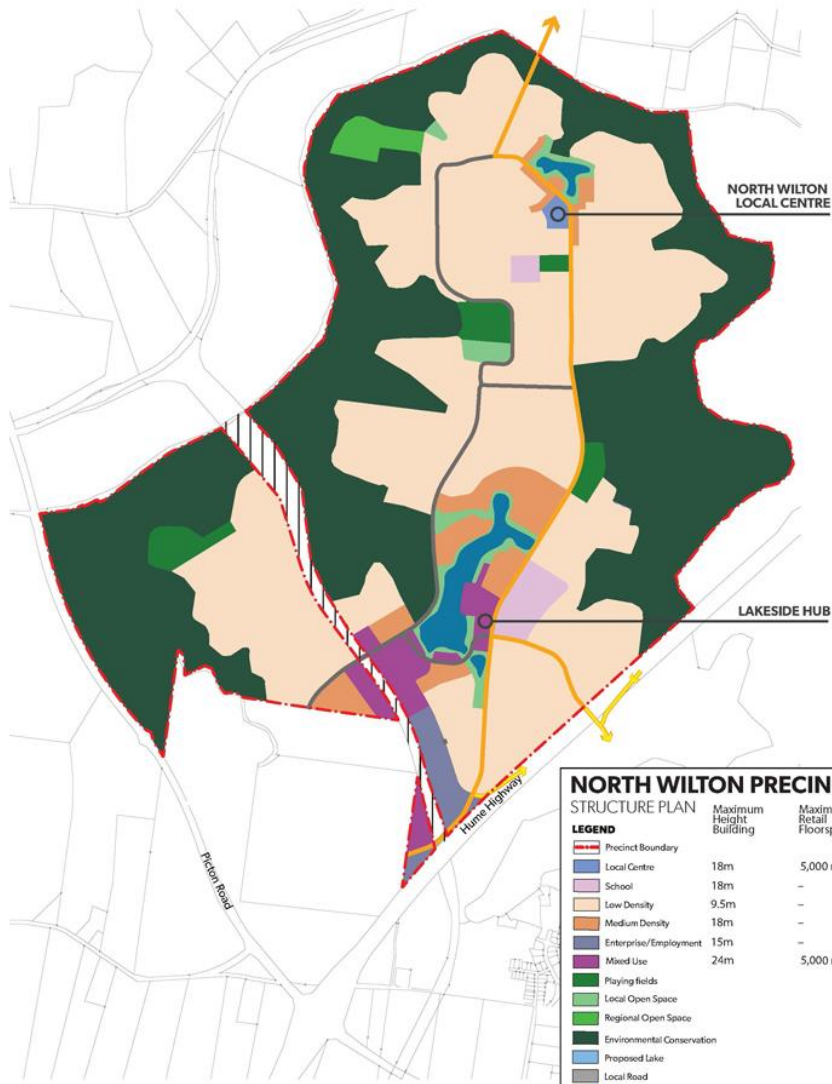 NORTH WILTON
LOCAL CENTRE
LAKESIDE HUB
Hume Highway
Picton Road
NORTH WILTON PRECIN
STRUCTURE PLAN
Maximum
Height
Building
Maxim
Retail
Floorsp
LEGEND
Precinct Boundary
Local Centre 18m 5,000
School 18m –
Low Density 9.5m –
Medium Density 18m –
Enterprise/Employment 15m –
Mixed Use 24m 5,000
Playing fields
Local Open Space
Regional Open Space
Environmental Conservation
Proposed Lake
Local Road